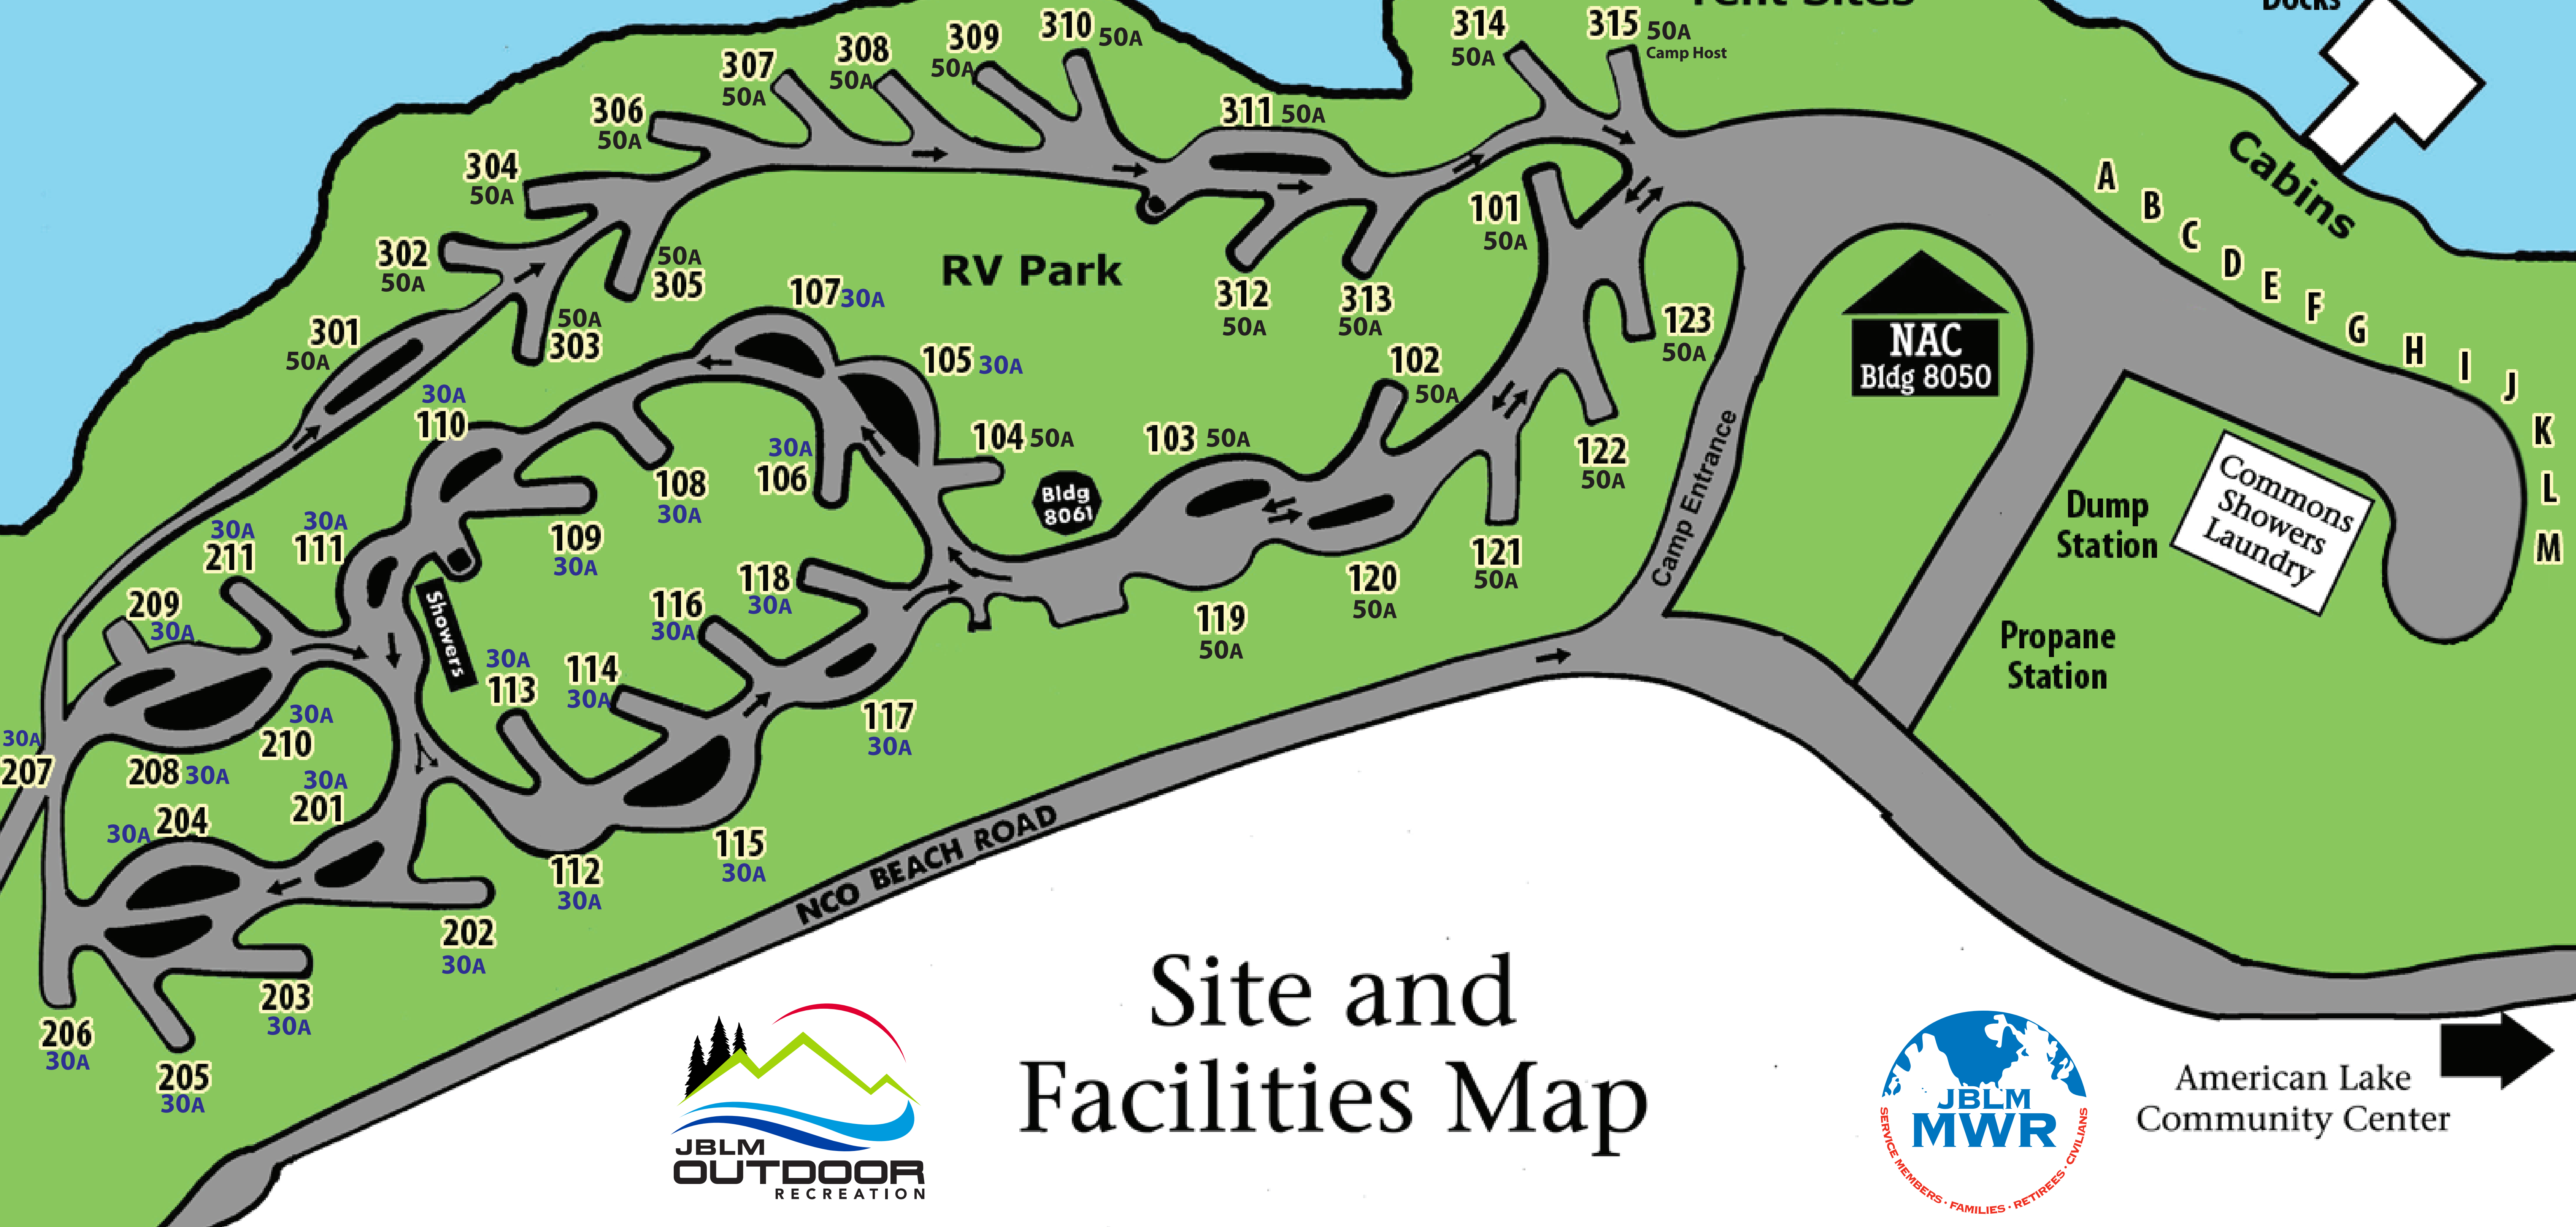 Tent Sites
Docks
310 50A
314
50A
315 50A
Camp Host
309
50A
308
50A
307
50A
306
50A
311 50A
304
50A
302
50A
50A
305
50A
303
301
50A
RV Park
312
50A
313
50A
101
50A
123
50A
NAC
Bldg 8050
Cabins
A
B
C
D
E
F
G
H
I
J
K
L
M
107 30A
105 30A
102
50A
30A
110
104 50A
103 50A
30A
106
108
30A
109
30A
Bldg
8061
122
50A
121
50A
120
50A
119
50A
Camp Entrance
Dump
Station
Commons
Showers
Laundry
Propane
Station
30A
211
30A
111
209
30A
Showers
118
30A
116
30A
30A
113
114
30A
117
30A
30A
210
30A
207
208 30A
30A
201
30A 204
115
30A
112
30A
202
30A
203
30A
206
30A
205
30A
NCO BEACH ROAD
Site and
Facilities Map
JBLM
OUTDOOR
RECREATION
JBLM
MWR
SERVICE MEMBERS · FAMILIES · RETIREES · CIVILIANS
American Lake
Community Center